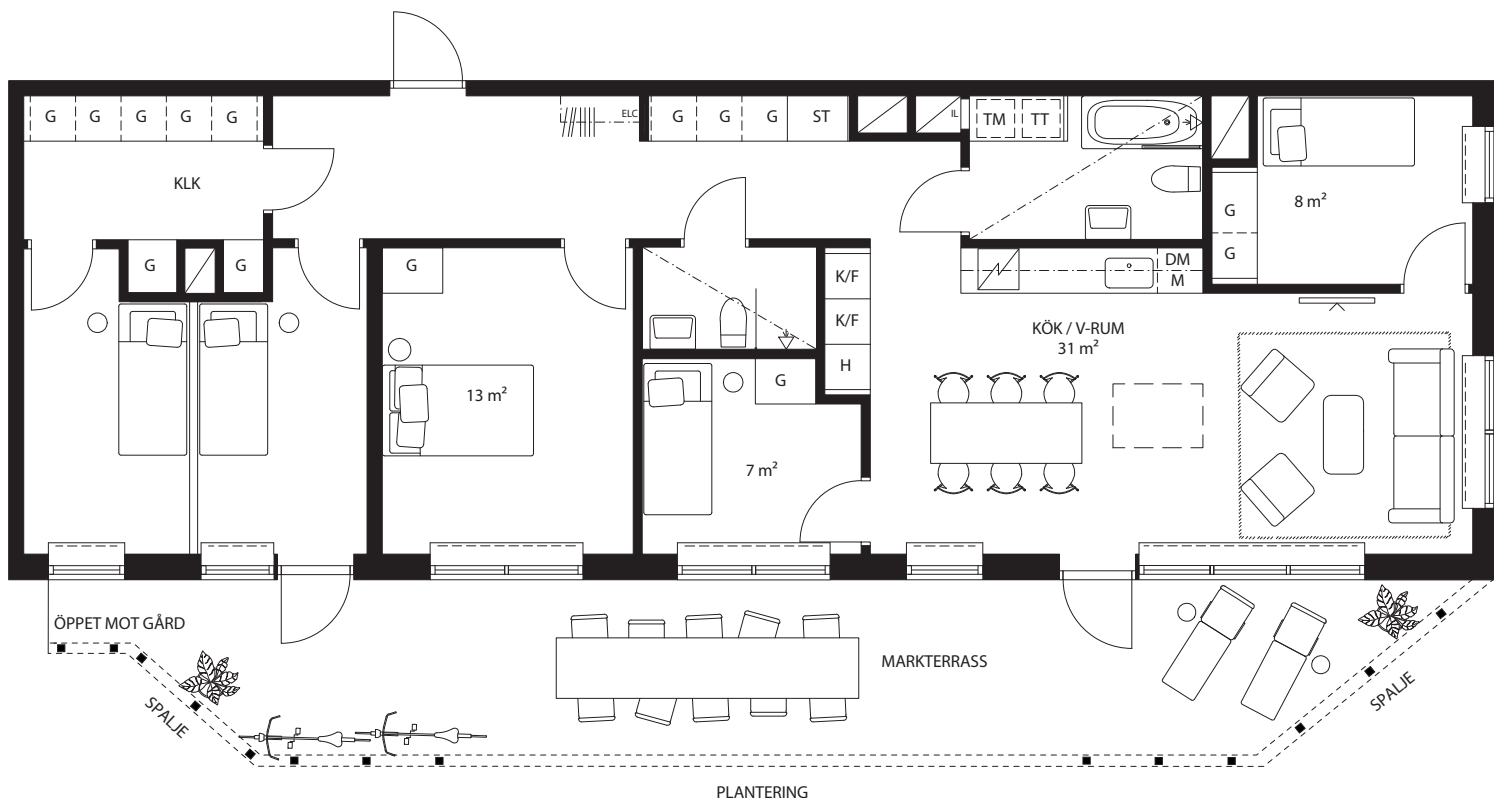 G G G G G
ELC
G G G ST
IL
TM TT
KLK
8 m²
G
G
G G
G
K/F
K/F
H
DM
M
KÖK / V-RUM
31 m²
13 m²
G
7 m²
ÖPPET MOT GÅRD
SPALJE
MARKTERRASS
SPALJE
PLANTERING